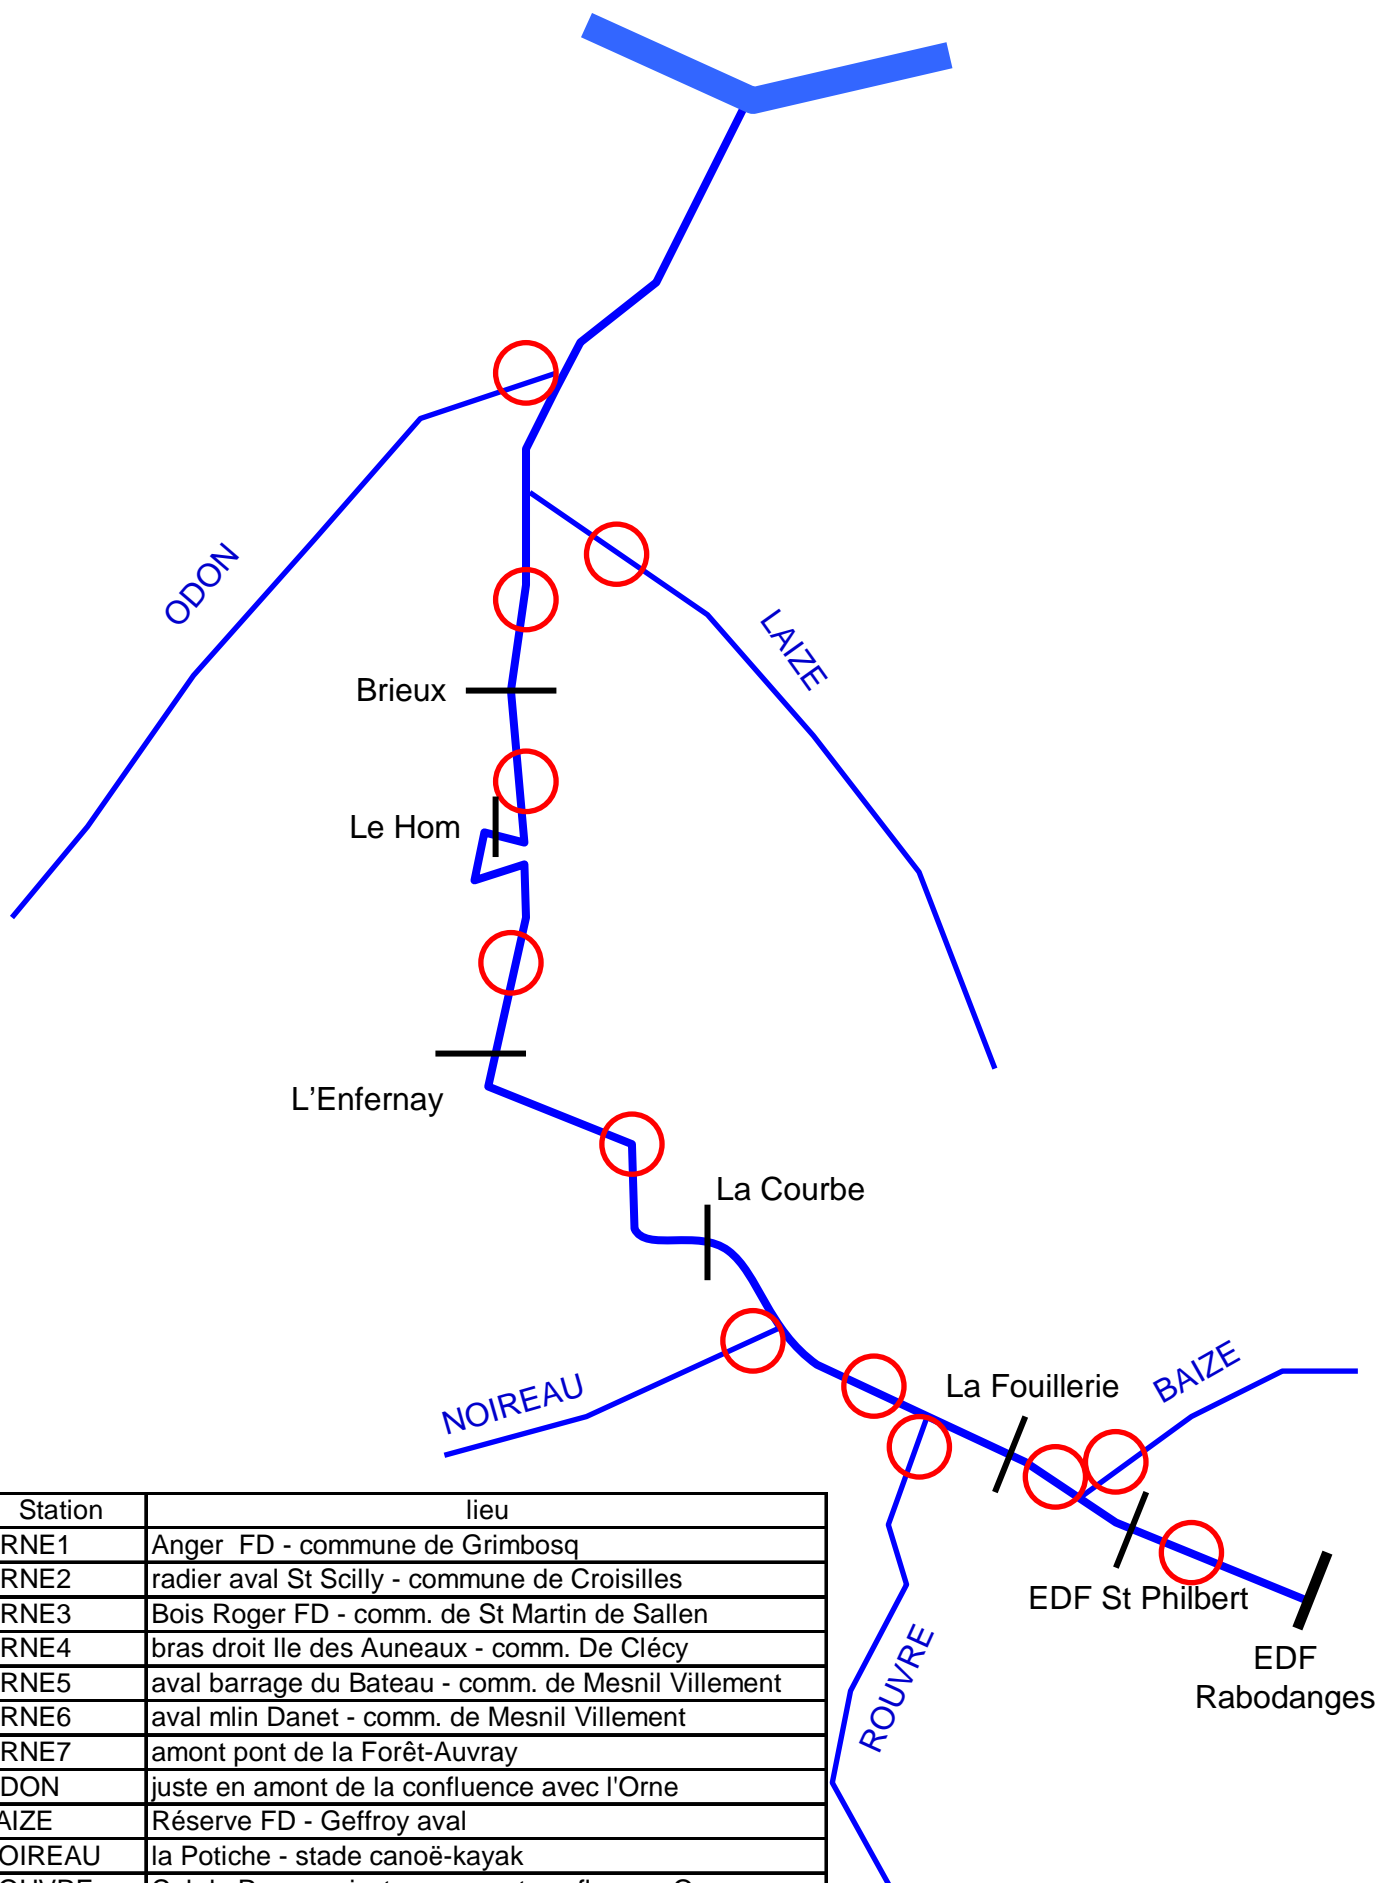 ODON
LAIZE
Brieux
Le Hom
L'Enfernay
La Courbe
NOIREAU
La Fouillerie
BAIZE
EDF St Philbert
EDF
Rabodanges
ROUVRE
Station lieu
RNE1 Anger FD - commune de Grimbosq
RNE2 radier aval St Scilly - commune de Croisilles
RNE3 Bois Roger FD - comm. de St Martin de Sallen
RNE4 bras droit Ile des Auneaux - comm. De Clécy
RNE5 aval barrage du Bateau - comm. de Mesnil Villement
RNE6 aval mlin Danet - comm. de Mesnil Villement
RNE7 amont pont de la Forêt-Auvray
DON juste en amont de la confluence avec l'Orne
AIZE Réserve FD - Geffroy aval
OIREAU la Potiche - stade canoë-kayak